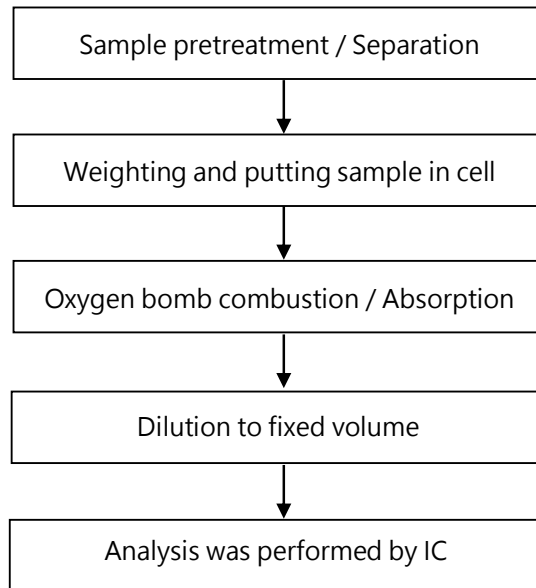 Sample pretreatment / Separation
Weighting and putting sample in cell
Oxygen bomb combustion / Absorption
Dilution to fixed volume
Analysis was performed by IC